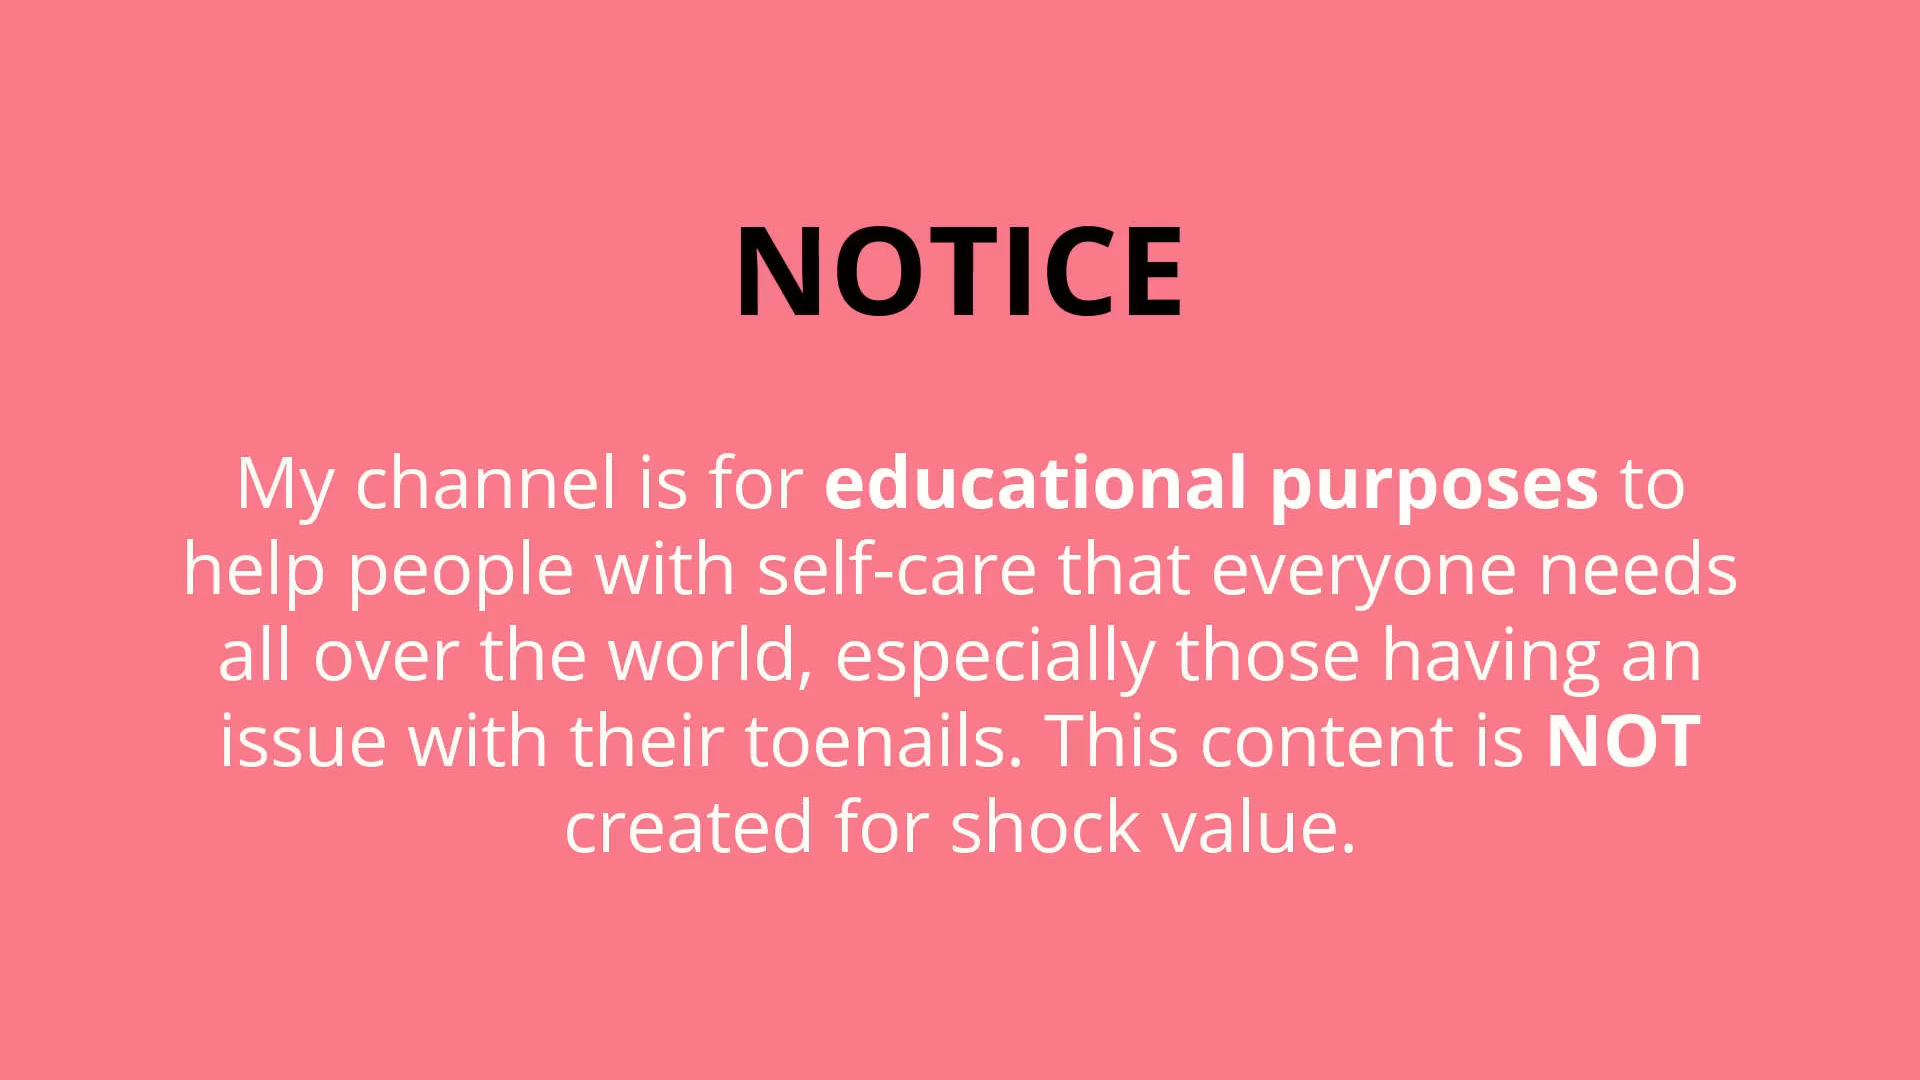 NOTICE
My channel is for educational purposes to
help people with self-care that everyone needs
all over the world, especially those having an
issue with their toenails. This content is NOT
created for shock value.